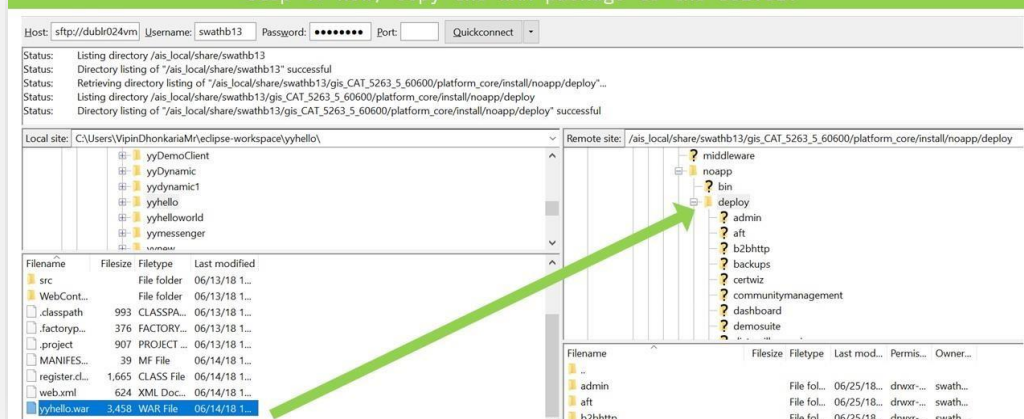 Host: sftp://dublr024vm Username: swathb13 Password: ●●●●●●●● Port: Quickconnect
Status: Listing directory /ais_local/share/swathb13
Status: Directory listing of "/ais_local/share/swathb13" successful
Status: Retrieving directory listing of "/ais_local/share/swathb13/gis_CAT_5263_5_60600/platform_core/install/noapp/deploy"...
Status: Listing directory /ais_local/share/swathb13/gis_CAT_5263_5_60600/platform_core/install/noapp/deploy
Status: Directory listing of "/ais_local/share/swathb13/gis_CAT_5263_5_60600/platform_core/install/noapp/deploy" successful
Local site: C:\Users\VipinDhonkariaMr\eclipse-workspace\yyhello\
yyDemoClient
yyDynamic
yydynamic1
yyhello
yyhelloworld
yymessenger
yynew
Filename Filesize Filetype Last modified
src File folder 06/13/18 1...
WebCont... File folder 06/13/18 1...
.classpath 993 CLASSPA... 06/13/18 1...
.factoryp... 376 FACTORY... 06/13/18 1...
.project 907 PROJECT ... 06/13/18 1...
MANIFES... 39 MF File 06/14/18 1...
register.cl... 1,665 CLASS File 06/14/18 1...
web.xml 624 XML Doc... 06/14/18 1...
yyhello.war 3,458 WAR File 06/14/18 1...
Remote site: /ais_local/share/swathb13/gis_CAT_5263_5_60600/platform_core/install/noapp/deploy
middleware
noapp
bin
deploy
admin
aft
b2bhttp
backups
certwiz
communitymanagement
dashboard
demosuite
Filename Filesize Filetype Last mod... Permis... Owner...
..
admin File fol... 06/25/18... drwxr-... swath...
aft File fol... 06/25/18... drwxr-... swath...
b2bhttp File fol... 06/25/18... drwxr-... swath...